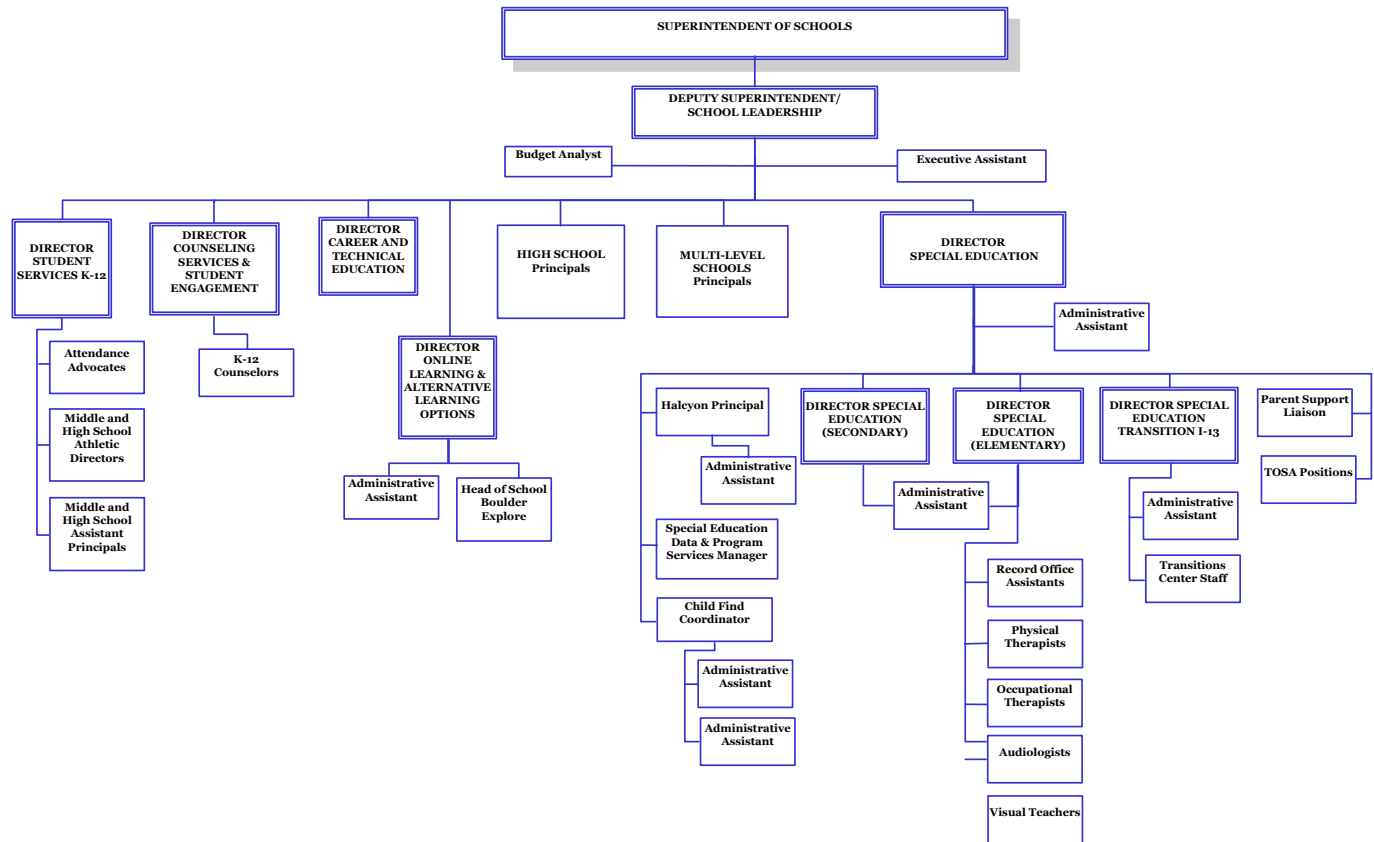 SUPERINTENDENT OF SCHOOLS
DEPUTY SUPERINTENDENT/
SCHOOL LEADERSHIP
Budget Analyst
Executive Assistant
DIRECTOR
STUDENT
SERVICES K-12
DIRECTOR
COUNSELING
SERVICES &
STUDENT
ENGAGEMENT
DIRECTOR
CAREER AND
TECHNICAL
EDUCATION
HIGH SCHOOL
Principals
MULTI-LEVEL
SCHOOLS
Principals
DIRECTOR
SPECIAL EDUCATION
Attendance
Advocates
Middle and
High School
Athletic
Directors
Middle and
High School
Assistant
Principals
K-12
Counselors
DIRECTOR
ONLINE
LEARNING &
ALTERNATIVE
LEARNING
OPTIONS
Administrative
Assistant
Head of School
Boulder
Explore
Administrative
Assistant
Halcyon Principal
Administrative
Assistant
Special Education
Data & Program
Services Manager
Child Find
Coordinator
Administrative
Assistant
Administrative
Assistant
DIRECTOR SPECIAL
EDUCATION
(SECONDARY)
Administrative
Assistant
DIRECTOR
SPECIAL
EDUCATION
(ELEMENTARY)
Record Office
Assistants
Physical
Therapists
Occupational
Therapists
Audiologists
Visual Teachers
DIRECTOR SPECIAL
EDUCATION
TRANSITION I-13
Administrative
Assistant
Transitions
Center Staff
Parent Support
Liaison
TOSA Positions